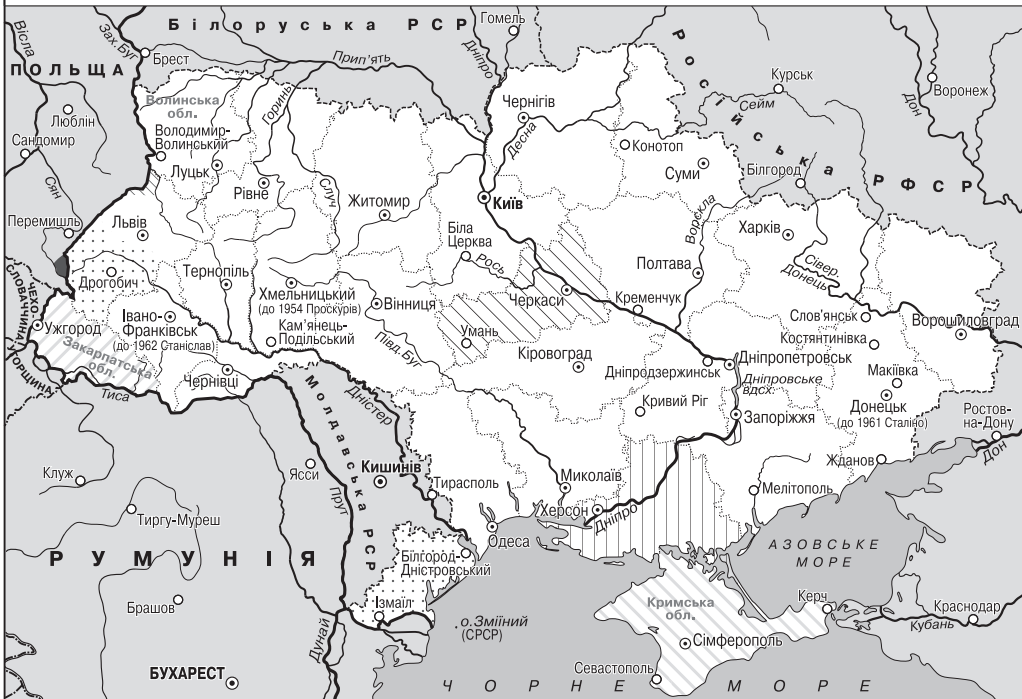 Білоруська РСР
Гомель
Вісла
Зах.Буг
Брест
Прип'ять
Дніпро
ПОЛЬЩА
Російська РФСР
Курськ
Сейм
Воронеж
Дон
Люблін
Сандомир
Волинська
обл.
Горинь
Чернігів
Десна
Володимир-
Волинський
Луцьк
Рівне
Случ
Конотоп
Суми
Білгород
Сян
Житомир
Київ
Ворскла
Перемишль
Львів
Біла
Церква
Рось
Харків
Сівер.
Донець
Полтава
Дрогобич
Тернопіль
Хмельницький
(до 1954 Проскурів)
Вінниця
Черкаси
Кременчук
ЧЕХО-
СЛОВАЧЧИНА
Ужгород
Івано-
Франківськ
(до 1962 Станіслав)
Кам'янець-
Подільський
Умань
Слов'янськ
Ворошиловград
Костянтинівка
Закарпатська
обл.
Півд.Буг
Кіровоград
Дніпропетровськ
Дніпродзержинськ
Дніпровське
вдсх.
Макіївка
УГОРЩИНА
Тиса
Чернівці
Молдавська РСР
Дністер
Кривий Ріг
Запоріжжя
Донецьк
(до 1961 Сталіно)
Ростов-
на-Дону
Дон
Жданов
Клуж
Ясси
Прут
Кишинів
Тирасполь
Миколаїв
Мелітополь
Херсон
Дніпро
Тиргу-Муреш
Одеса
РУМУНІЯ
Білгород-
Дністровський
АЗОВСЬКЕ
МОРЕ
Брашов
Ізмаїл
о.Зміїний
(СРСР)
Кримська
обл.
Керч
Краснодар
Кубань
Дунай
Сімферополь
БУХАРЕСТ
Севастополь
ЧОРНЕ МОРЕ